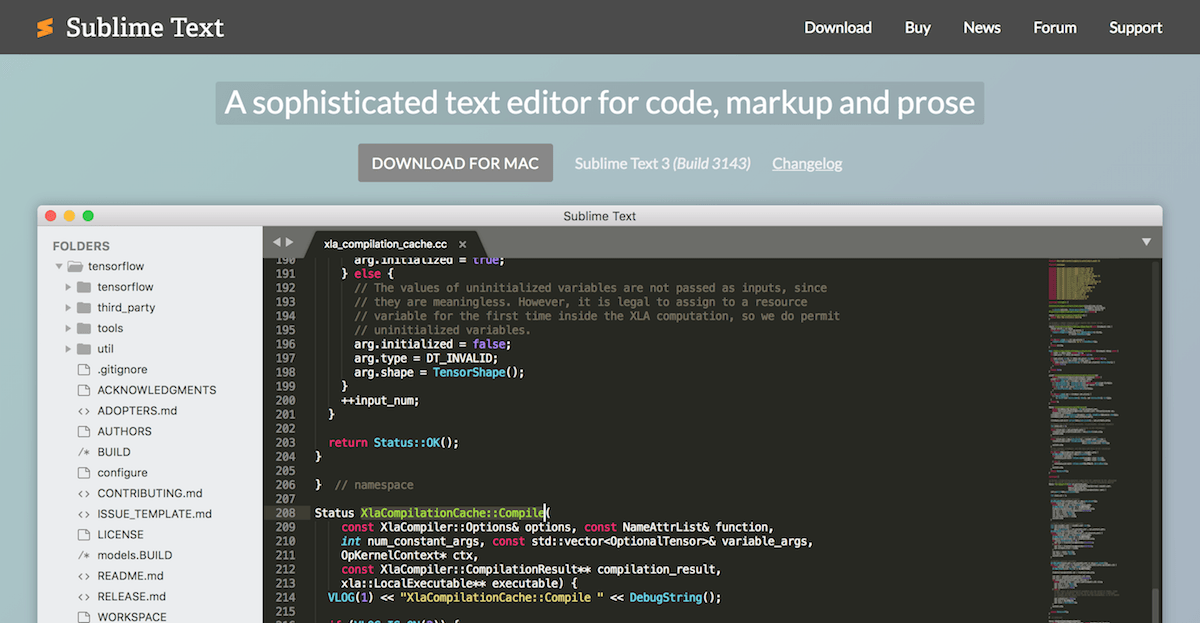 Sublime Text
Download Buy News Forum Support
A sophisticated text editor for code, markup and prose
DOWNLOAD FOR MAC Sublime Text 3 (Build 3143) Changelog
Sublime Text
FOLDERS
tensorflow
tensorflow
third_party
tools
util
.gitignore
ACKNOWLEDGMENTS
<> ADOPTERS.md
AUTHORS
/* BUILD
configure
<> CONTRIBUTING.md
<> ISSUE_TEMPLATE.md
LICENSE
/* models.BUILD
<> README.md
<> RELEASE.md
WORKSPACE
xla_compilation_cache.cc ×
190 arg.initialized = true;
191 } else {
192 // The values of uninitialized variables are not passed as inputs, since
193 // they are meaningless. However, it is legal to assign to a resource
194 // variable for the first time inside the XLA computation, so we do permit
195 // uninitialized variables.
196 arg.initialized = false;
197 arg.type = DT_INVALID;
198 arg.shape = TensorShape();
199 }
200 ++input_num;
201 }
202
203 return Status::OK();
204 }
205
206 } // namespace
207
208 Status XlaCompilationCache::Compile(
209 const XlaCompiler::Options& options, const NameAttrList& function,
210 int num_constant_args, const std::vector<OptionalTensor>& variable_args,
211 OpKernelContext* ctx,
212 const XlaCompiler::CompilationResult** compilation_result,
213 xla::LocalExecutable** executable) {
214 VLOG(1) << "XlaCompilationCache::Compile " << DebugString();
215
216 if (VLOG_IS_ON(2)) {